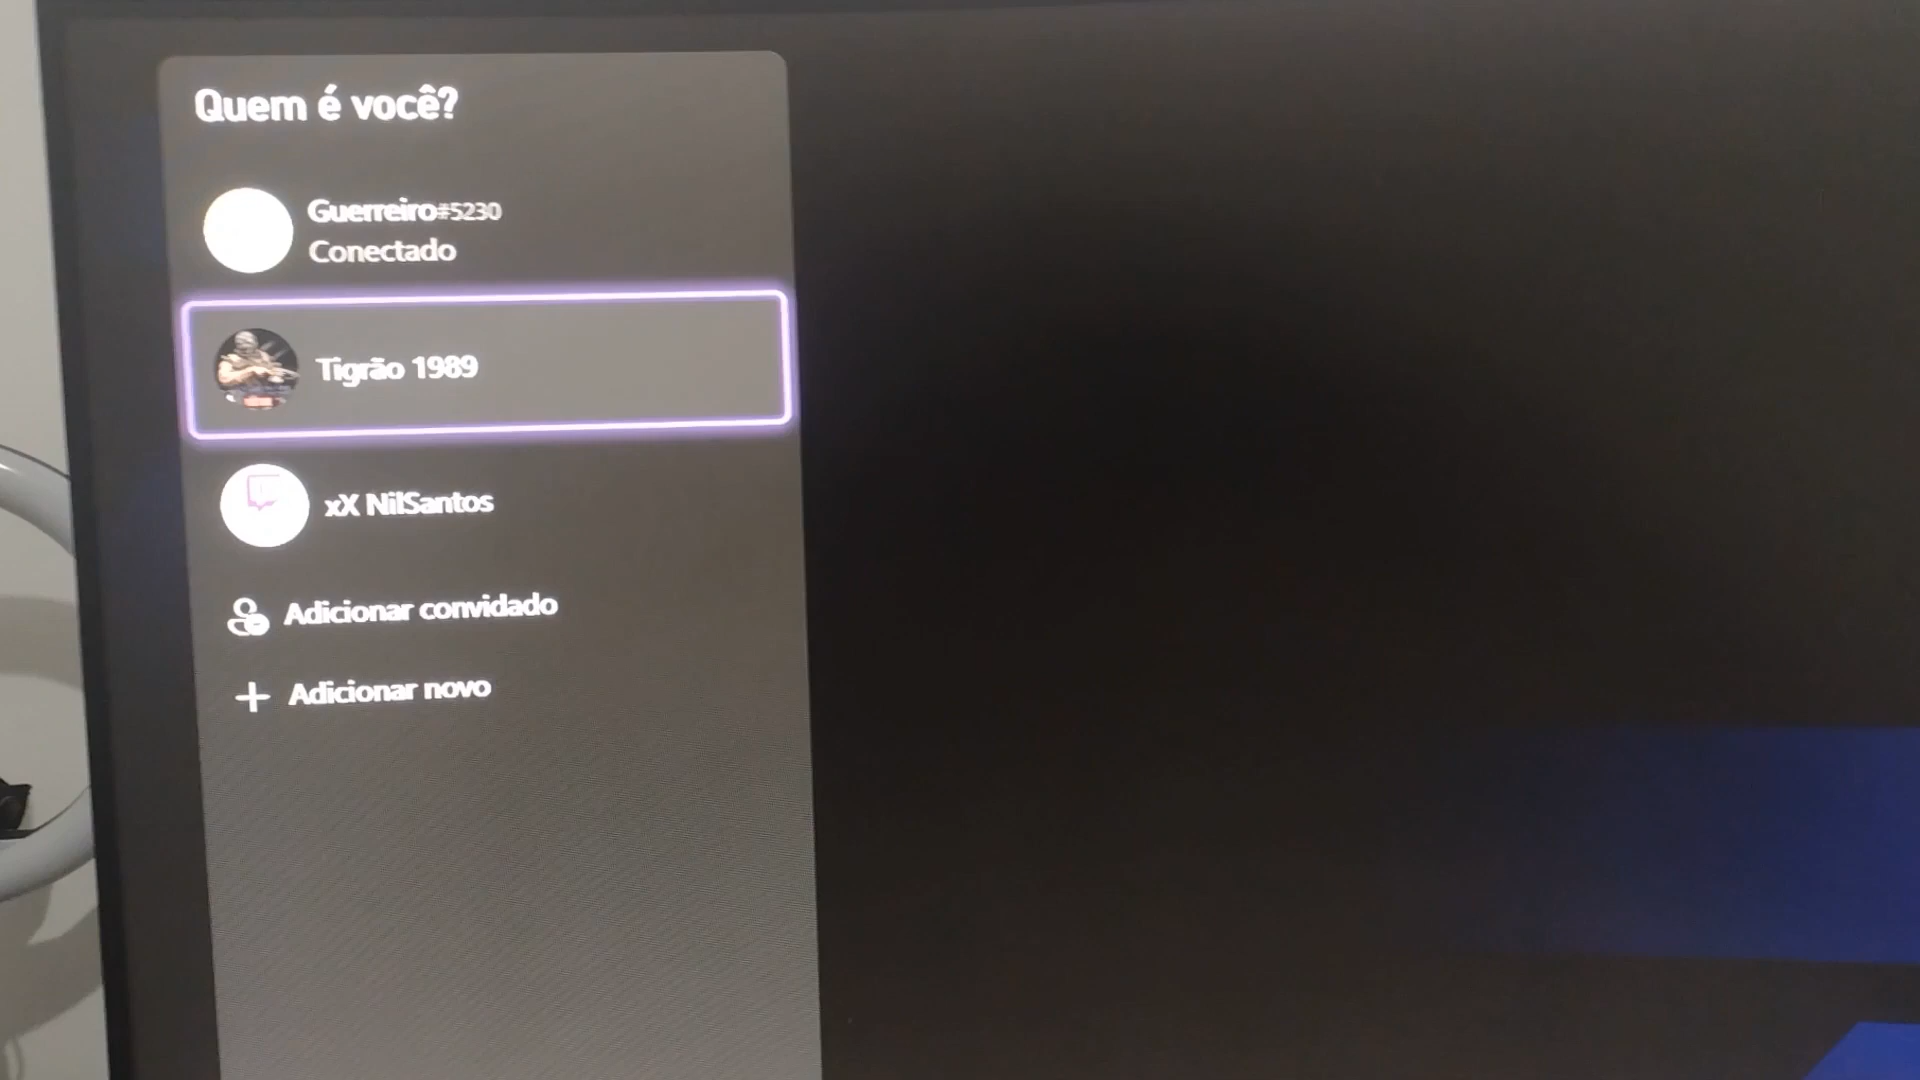 Quem é você?
Guerreiro#5230
Conectado
Tigrão 1989
xX NilSantos
Adicionar convidado
Adicionar novo